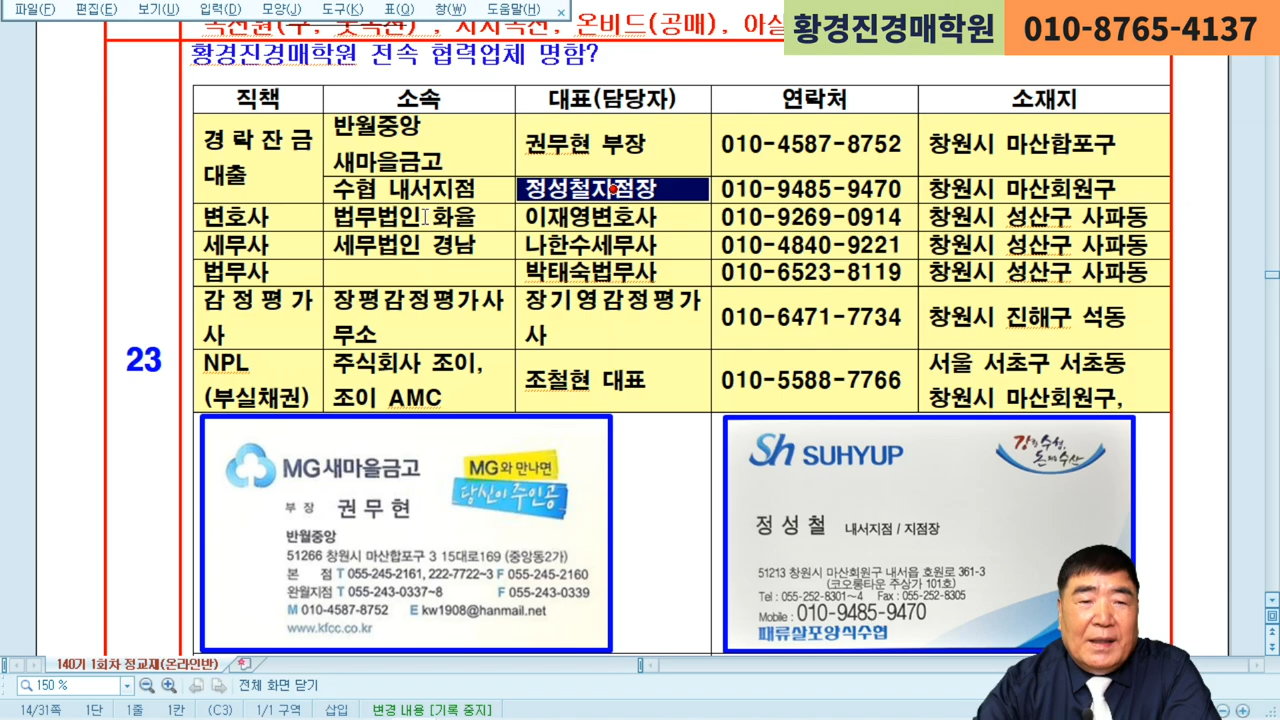 파일(F) 편집(E) 보기(U) 입력(D) 모양(J) 도구(K) 표(Q) 창(W) 도움말(H)
황경진경매학원 010-8765-4137
온비드(공매), 아실
황경진경매학원 전속 협력업체 명함?
직책 소속 대표(담당자) 연락처 소재지
경락잔금
대출
반월중앙
새마을금고
권무현 부장 010-4587-8752 창원시 마산합포구
수협 내서지점 정성철지점장 010-9485-9470 창원시 마산회원구
변호사 법무법인 화율 이재영변호사 010-9269-0914 창원시 성산구 사파동
세무사 세무법인 경남 나한수세무사 010-4840-9221 창원시 성산구 사파동
법무사 박태숙법무사 010-6523-8119 창원시 성산구 사파동
감정평가
사
장평감정평가사
무소
장기영감정평가
사
010-6471-7734 창원시 진해구 석동
23
NPL
(부실채권)
주식회사 조이,
조이 AMC
조철현 대표 010-5588-7766
서울 서초구 서초동
창원시 마산회원구,
MG새마을금고
MG와 만나면
당신이 주인공
부장 권무현
반월중앙
51266 창원시 마산합포구 3 15대로169 (중앙동2가)
본 점 T 055-245-2161, 222-7722~3 F 055-245-2160
완월지점 T 055-243-0337~8 F 055-243-0339
M 010-4587-8752 E kw1908@hanmail.net
www.kfcc.co.kr
Sh SUHYUP
강한 수협,
돈되는 수산
정성철 내서지점 / 지점장
51213 창원시 마산회원구 내서읍 호원로 361-3
(코오롱타운 주상가 101호)
Tel : 055-252-8301~4 Fax : 055-252-8305
Mobile : 010-9485-9470
패류살포양식수협
140기 1회차 정교재(온라인반)
150 % 전체 화면 닫기
14/31쪽 1단 1줄 1칸 (C3) 1/1 구역 삽입 변경 내용 [기록 중지]